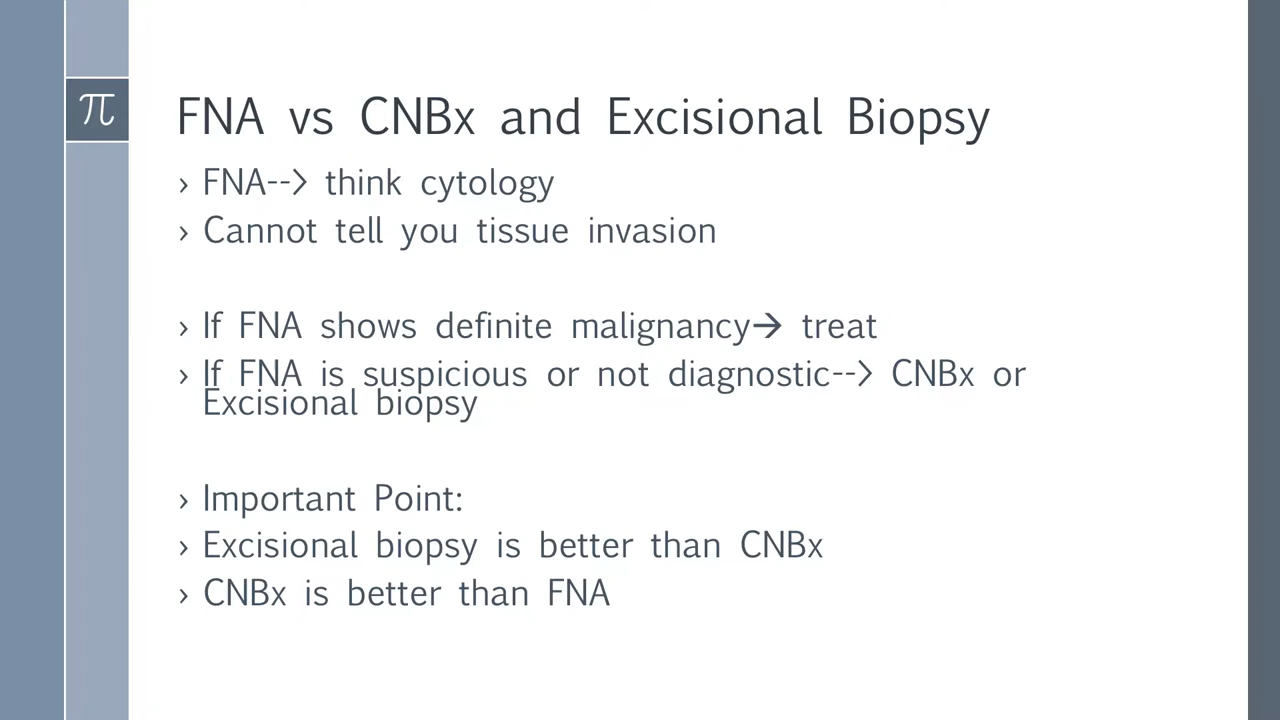 π
FNA vs CNBx and Excisional Biopsy
› FNA--> think cytology
› Cannot tell you tissue invasion
› If FNA shows definite malignancy→ treat
› If FNA is suspicious or not diagnostic--> CNBx or
Excisional biopsy
› Important Point:
› Excisional biopsy is better than CNBx
› CNBx is better than FNA